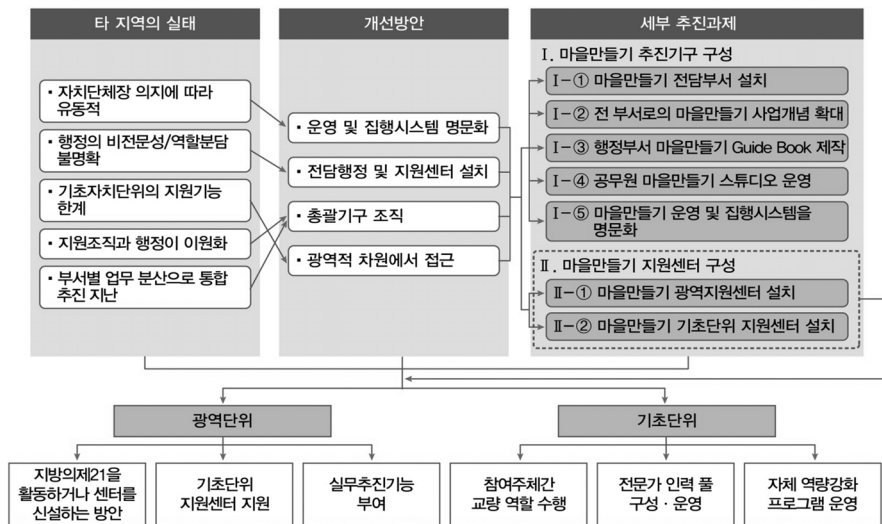 타 지역의 실태
• 자치단체장 의지에 따라
유동적
• 행정의 비전문성/역할분담
불명확
• 기초자치단위의 지원기능
한계
• 지원조직과 행정이 이원화
• 부서별 업무 분산으로 통합
추진 지난
개선방안
• 운영 및 집행시스템 명문화
• 전담행정 및 지원센터 설치
• 총괄기구 조직
• 광역적 차원에서 접근
세부 추진과제
Ⅰ. 마을만들기 추진기구 구성
Ⅰ-① 마을만들기 전담부서 설치
Ⅰ-② 전 부서로의 마을만들기 사업개념 확대
Ⅰ-③ 행정부서 마을만들기 Guide Book 제작
Ⅰ-④ 공무원 마을만들기 스튜디오 운영
Ⅰ-⑤ 마을만들기 운영 및 집행시스템을
명문화
Ⅱ. 마을만들기 지원센터 구성
Ⅱ-① 마을만들기 광역지원센터 설치
Ⅱ-② 마을만들기 기초단위 지원센터 설치
광역단위
지방의제21을
활동하거나 센터를
신설하는 방안
기초단위
지원센터 지원
실무추진기능
부여
기초단위
참여주체간
교량 역할 수행
전문가 인력 풀
구성 · 운영
자체 역량강화
프로그램 운영